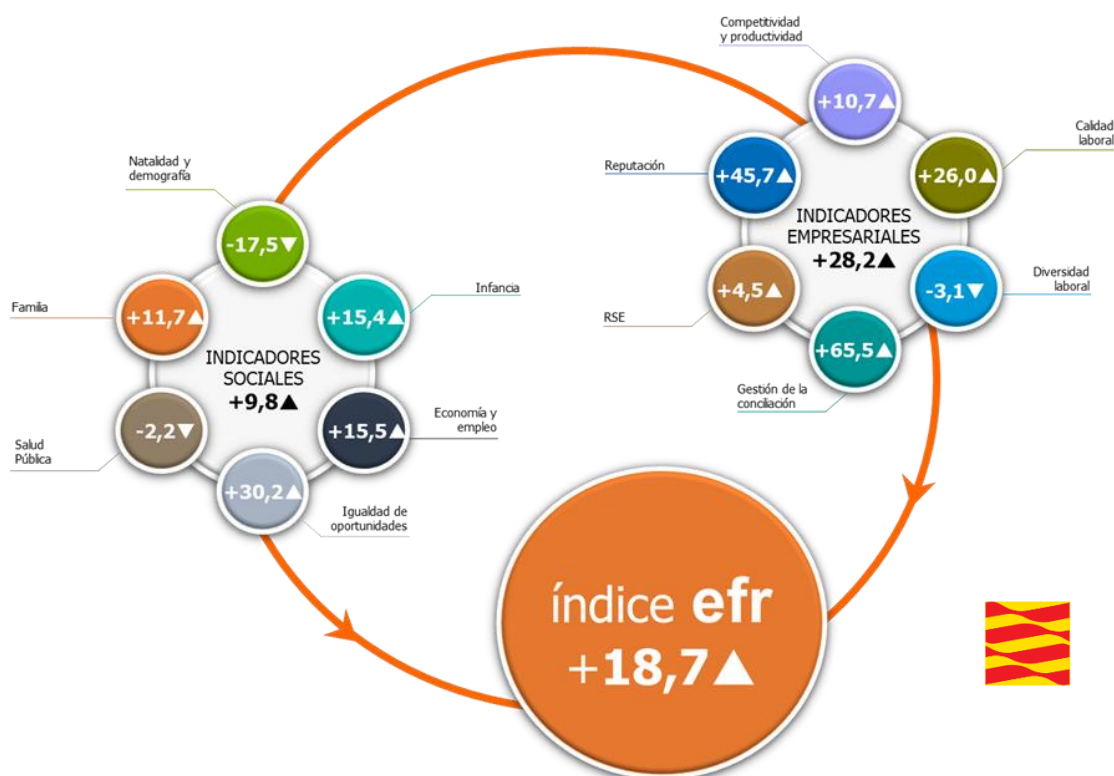 Competitividad
y productividad
+10,7▲
Calidad
laboral
+26,0▲
Reputación
+45,7▲
INDICADORES
EMPRESARIALES
+28,2▲
Diversidad
laboral
-3,1▼
RSE
+4,5▲
+65,5▲
Gestión de la
conciliación
Natalidad y
demografía
-17,5▼
Familia
+11,7▲
Infancia
+15,4▲
INDICADORES
SOCIALES
+9,8▲
Salud
Pública
-2,2▼
Economía y
empleo
+15,5▲
+30,2▲
Igualdad de
oportunidades
índice efr
+18,7▲